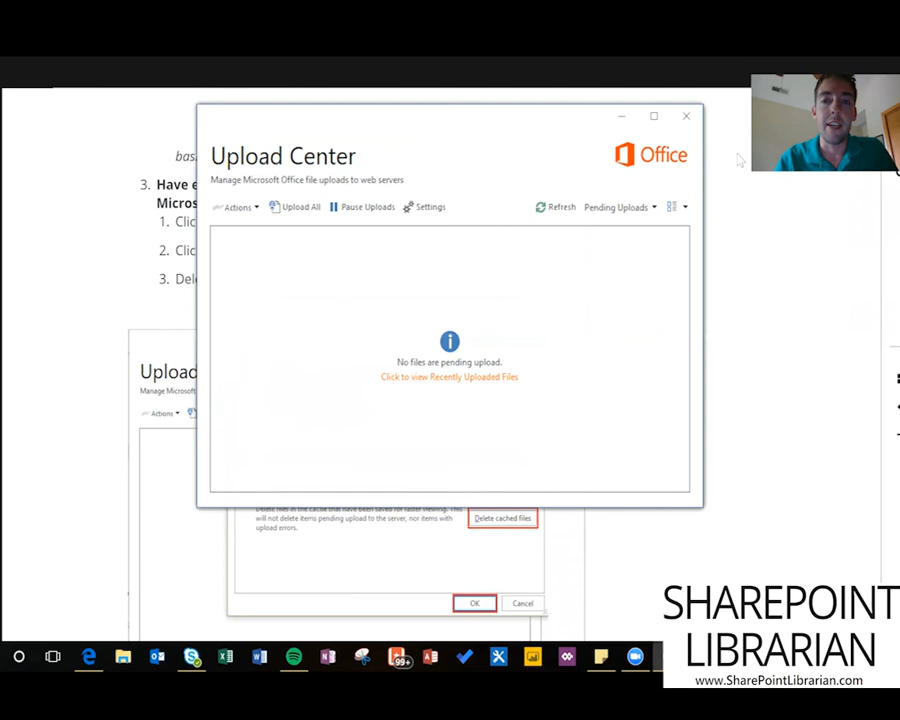 Upload Center
Office
Manage Microsoft Office file uploads to web servers
Actions Upload All Pause Uploads Settings Refresh Pending Uploads
No files are pending upload.
Click to view Recently Uploaded Files
bas
3. Have e
Micros
1. Clic
2. Clic
3. Dele
Upload
Manage Microsoft
Actions
Delete files in the cache that have been saved for faster viewing. This
will not delete items pending upload to the server, nor items with
upload errors.
Delete cached files
OK Cancel
99+
SHAREPOINT
LIBRARIAN
www.SharePointLibrarian.com